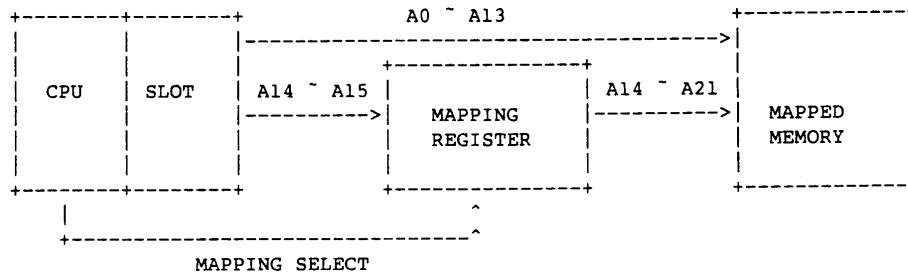 A0 ~ A13
CPU
SLOT
A14 ~ A15
MAPPING
REGISTER
A14 ~ A21
MAPPED
MEMORY
MAPPING SELECT